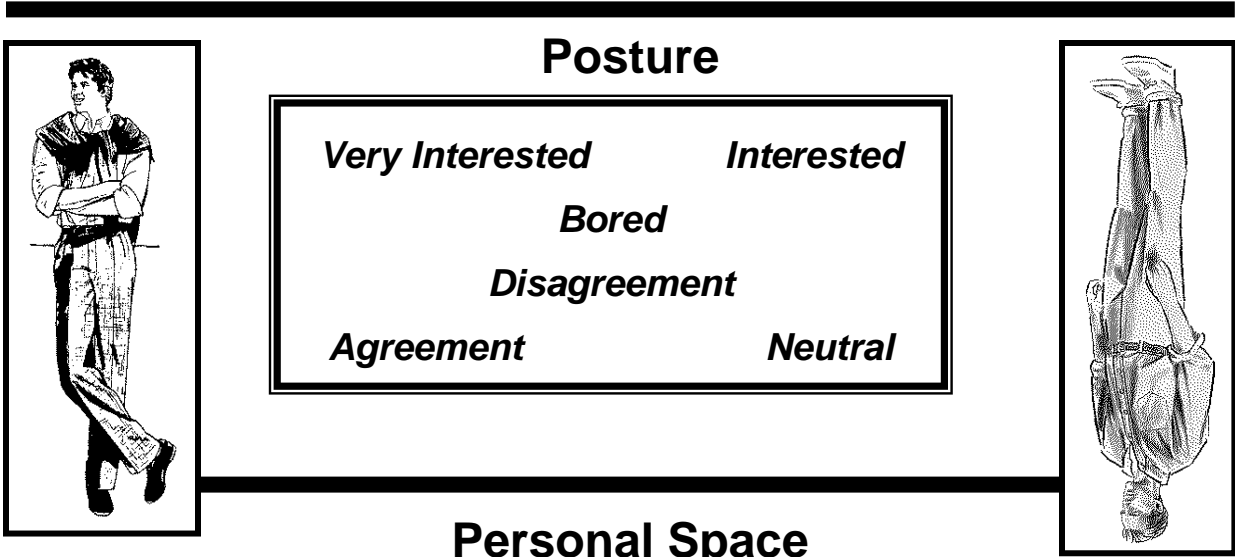 Posture
Very Interested Interested
Bored
Disagreement
Agreement Neutral
Personal Space